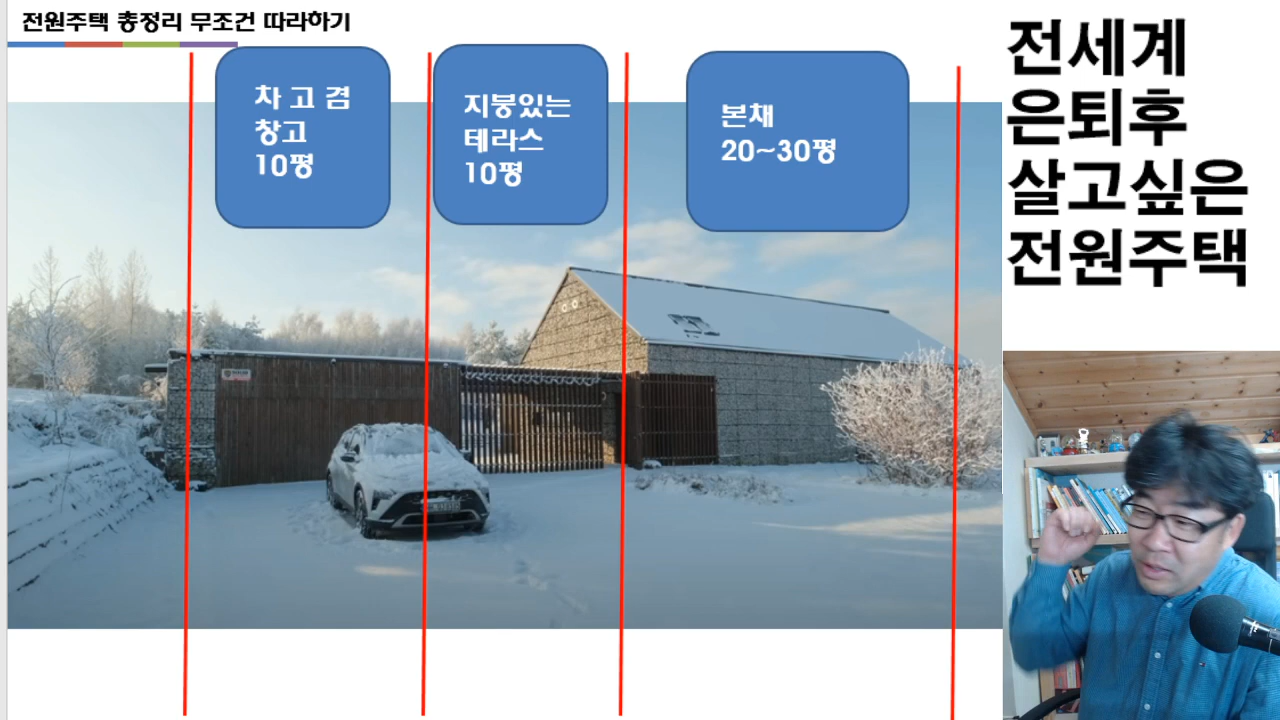 전원주택 총정리 무조건 따라하기
차 고 겸
창고
10평
지붕있는
테라스
10평
본채
20~30평
전세계
은퇴후
살고싶은
전원주택